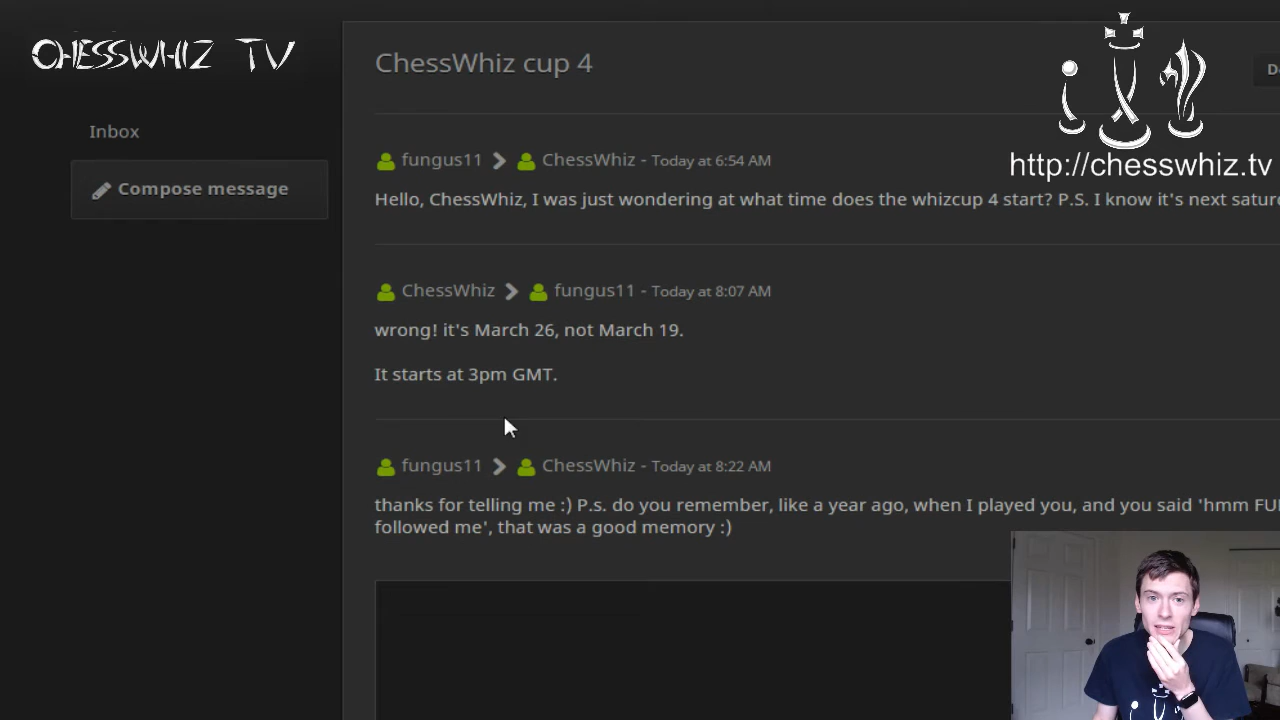 CHESSWHIZ TV
ChessWhiz cup 4
Inbox
Compose message
http://chesswhiz.tv
fungus11 ChessWhiz - Today at 6:54 AM
Hello, ChessWhiz, I was just wondering at what time does the whizcup 4 start? P.S. I know it's next
ChessWhiz fungus11 - Today at 8:07 AM
wrong! it's March 26, not March 19.
It starts at 3pm GMT.
fungus11 ChessWhiz - Today at 8:22 AM
thanks for telling me :) P.s. do you remember, like a year ago, when I played you, and you said 'hmm
followed me', that was a good memory :)